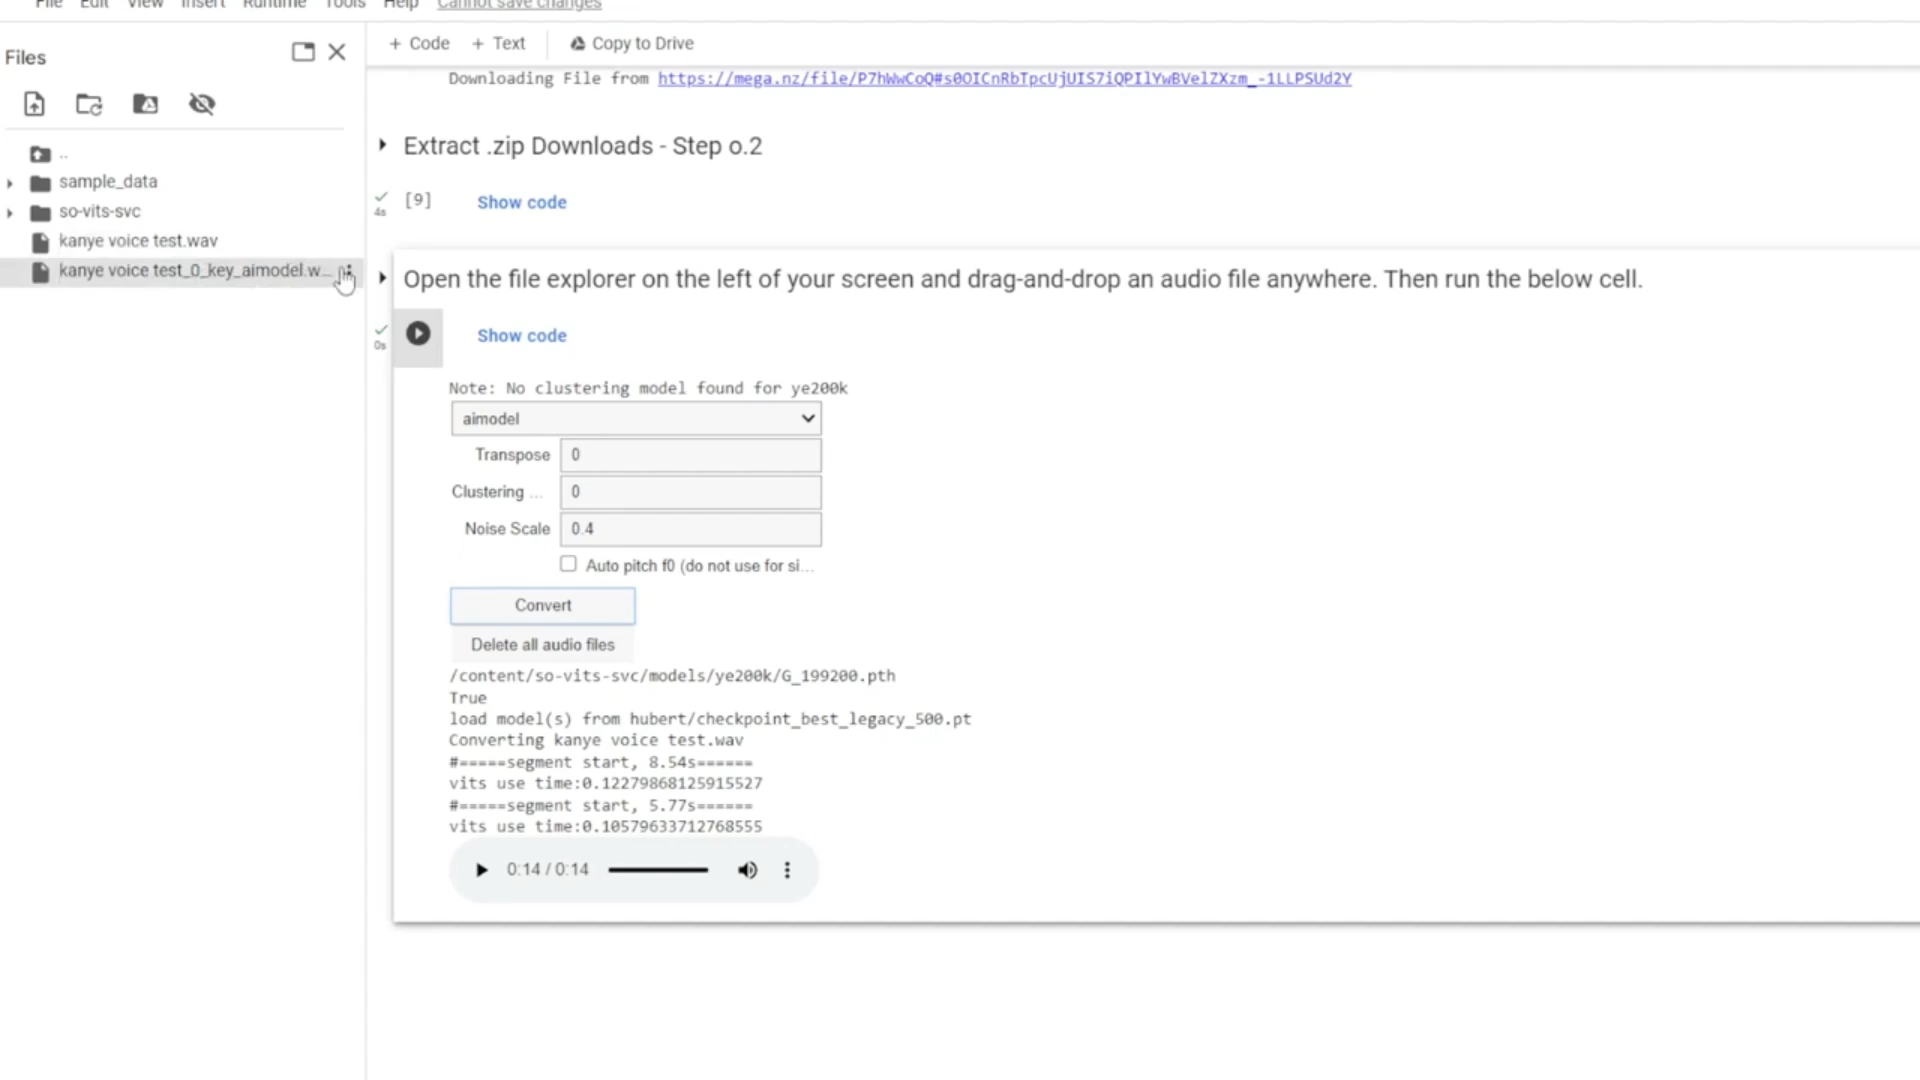 File Edit View Insert Runtime Tools Help Cannot save changes
Files
+ Code + Text Copy to Drive
Downloading File from https://mega.nz/file/P7hWwCoQ#s0OICnRbTpcUjUIS7iQPIlYwBVelZXzm_-1LLPSUd2Y
..
sample_data
so-vits-svc
kanye voice test.wav
kanye voice test_0_key_aimodel.w...
Extract .zip Downloads - Step o.2
4s [9] Show code
Open the file explorer on the left of your screen and drag-and-drop an audio file anywhere. Then run the below cell.
0s Show code
Note: No clustering model found for ye200k
aimodel
Transpose 0
Clustering ... 0
Noise Scale 0.4
Auto pitch f0 (do not use for si...
Convert
Delete all audio files
/content/so-vits-svc/models/ye200k/G_199200.pth
True
load model(s) from hubert/checkpoint_best_legacy_500.pt
Converting kanye voice test.wav
#=====segment start, 8.54s======
vits use time:0.12279868125915527
#=====segment start, 5.77s======
vits use time:0.10579633712768555
0:14 / 0:14